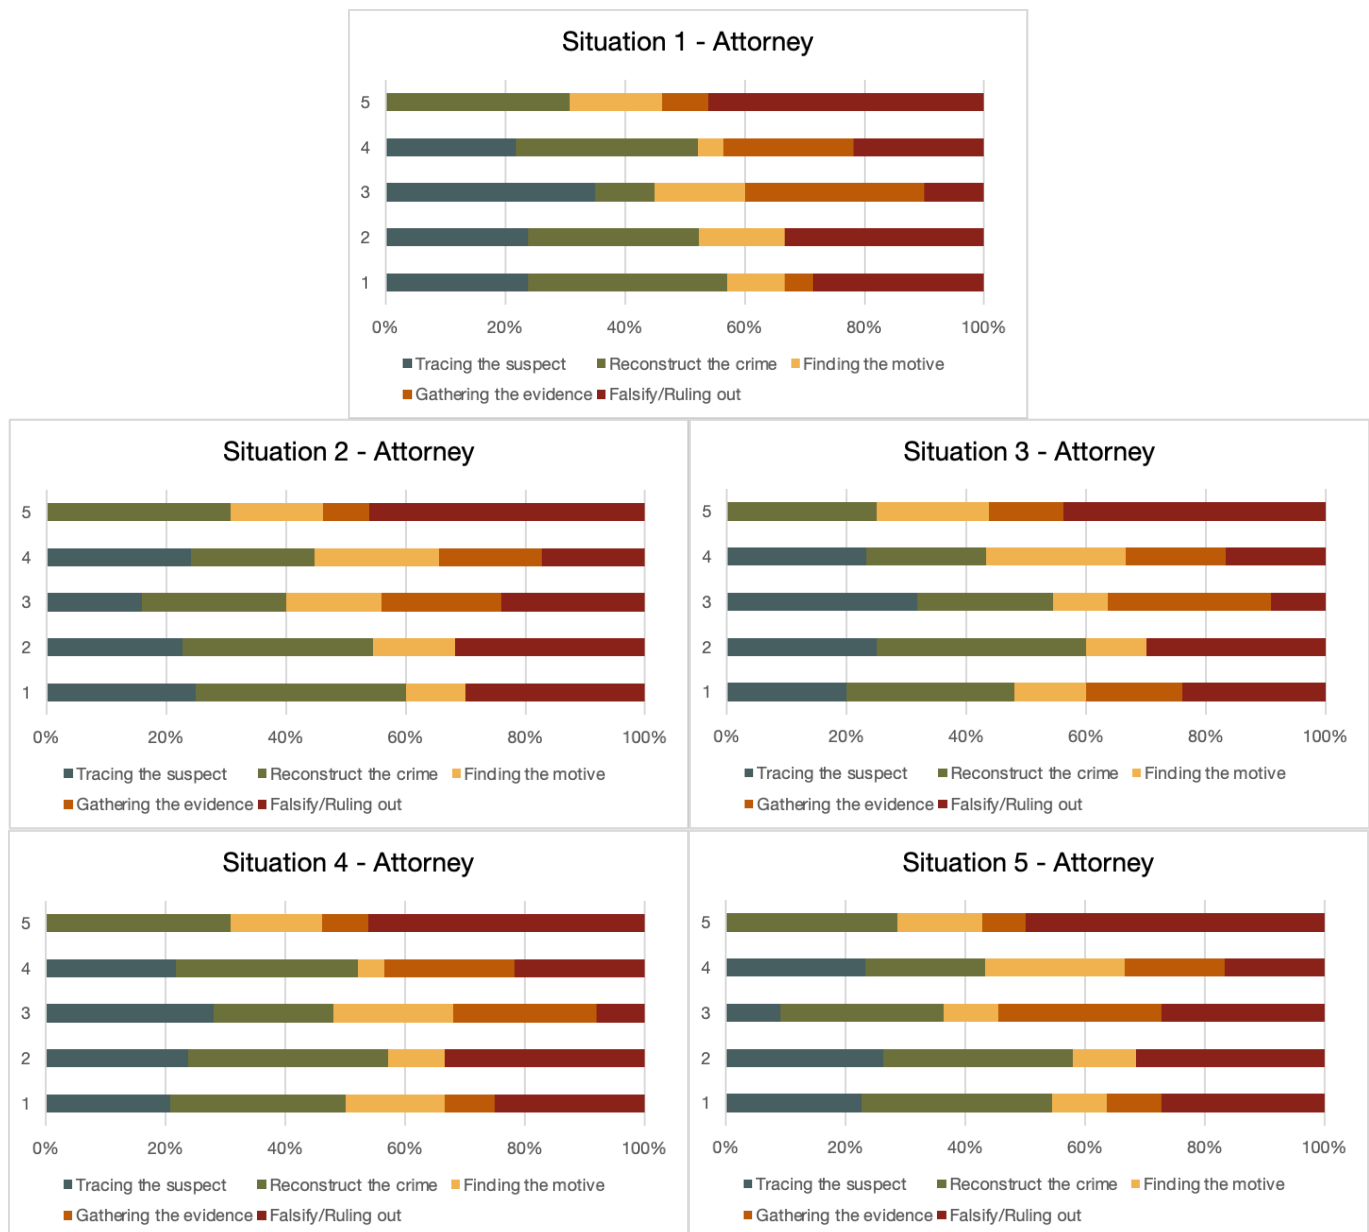 Situation 1 - Attorney
5
4
3
2
1
0% 20% 40% 60% 80% 100%
Tracing the suspect Reconstruct the crime Finding the motive
Gathering the evidence Falsify/Ruling out
Situation 2 - Attorney
5
4
3
2
1
0% 20% 40% 60% 80% 100%
Tracing the suspect Reconstruct the crime Finding the motive
Gathering the evidence Falsify/Ruling out
Situation 3 - Attorney
5
4
3
2
1
0% 20% 40% 60% 80% 100%
Tracing the suspect Reconstruct the crime Finding the motive
Gathering the evidence Falsify/Ruling out
Situation 4 - Attorney
5
4
3
2
1
0% 20% 40% 60% 80% 100%
Tracing the suspect Reconstruct the crime Finding the motive
Gathering the evidence Falsify/Ruling out
Situation 5 - Attorney
5
4
3
2
1
0% 20% 40% 60% 80% 100%
Tracing the suspect Reconstruct the crime Finding the motive
Gathering the evidence Falsify/Ruling out